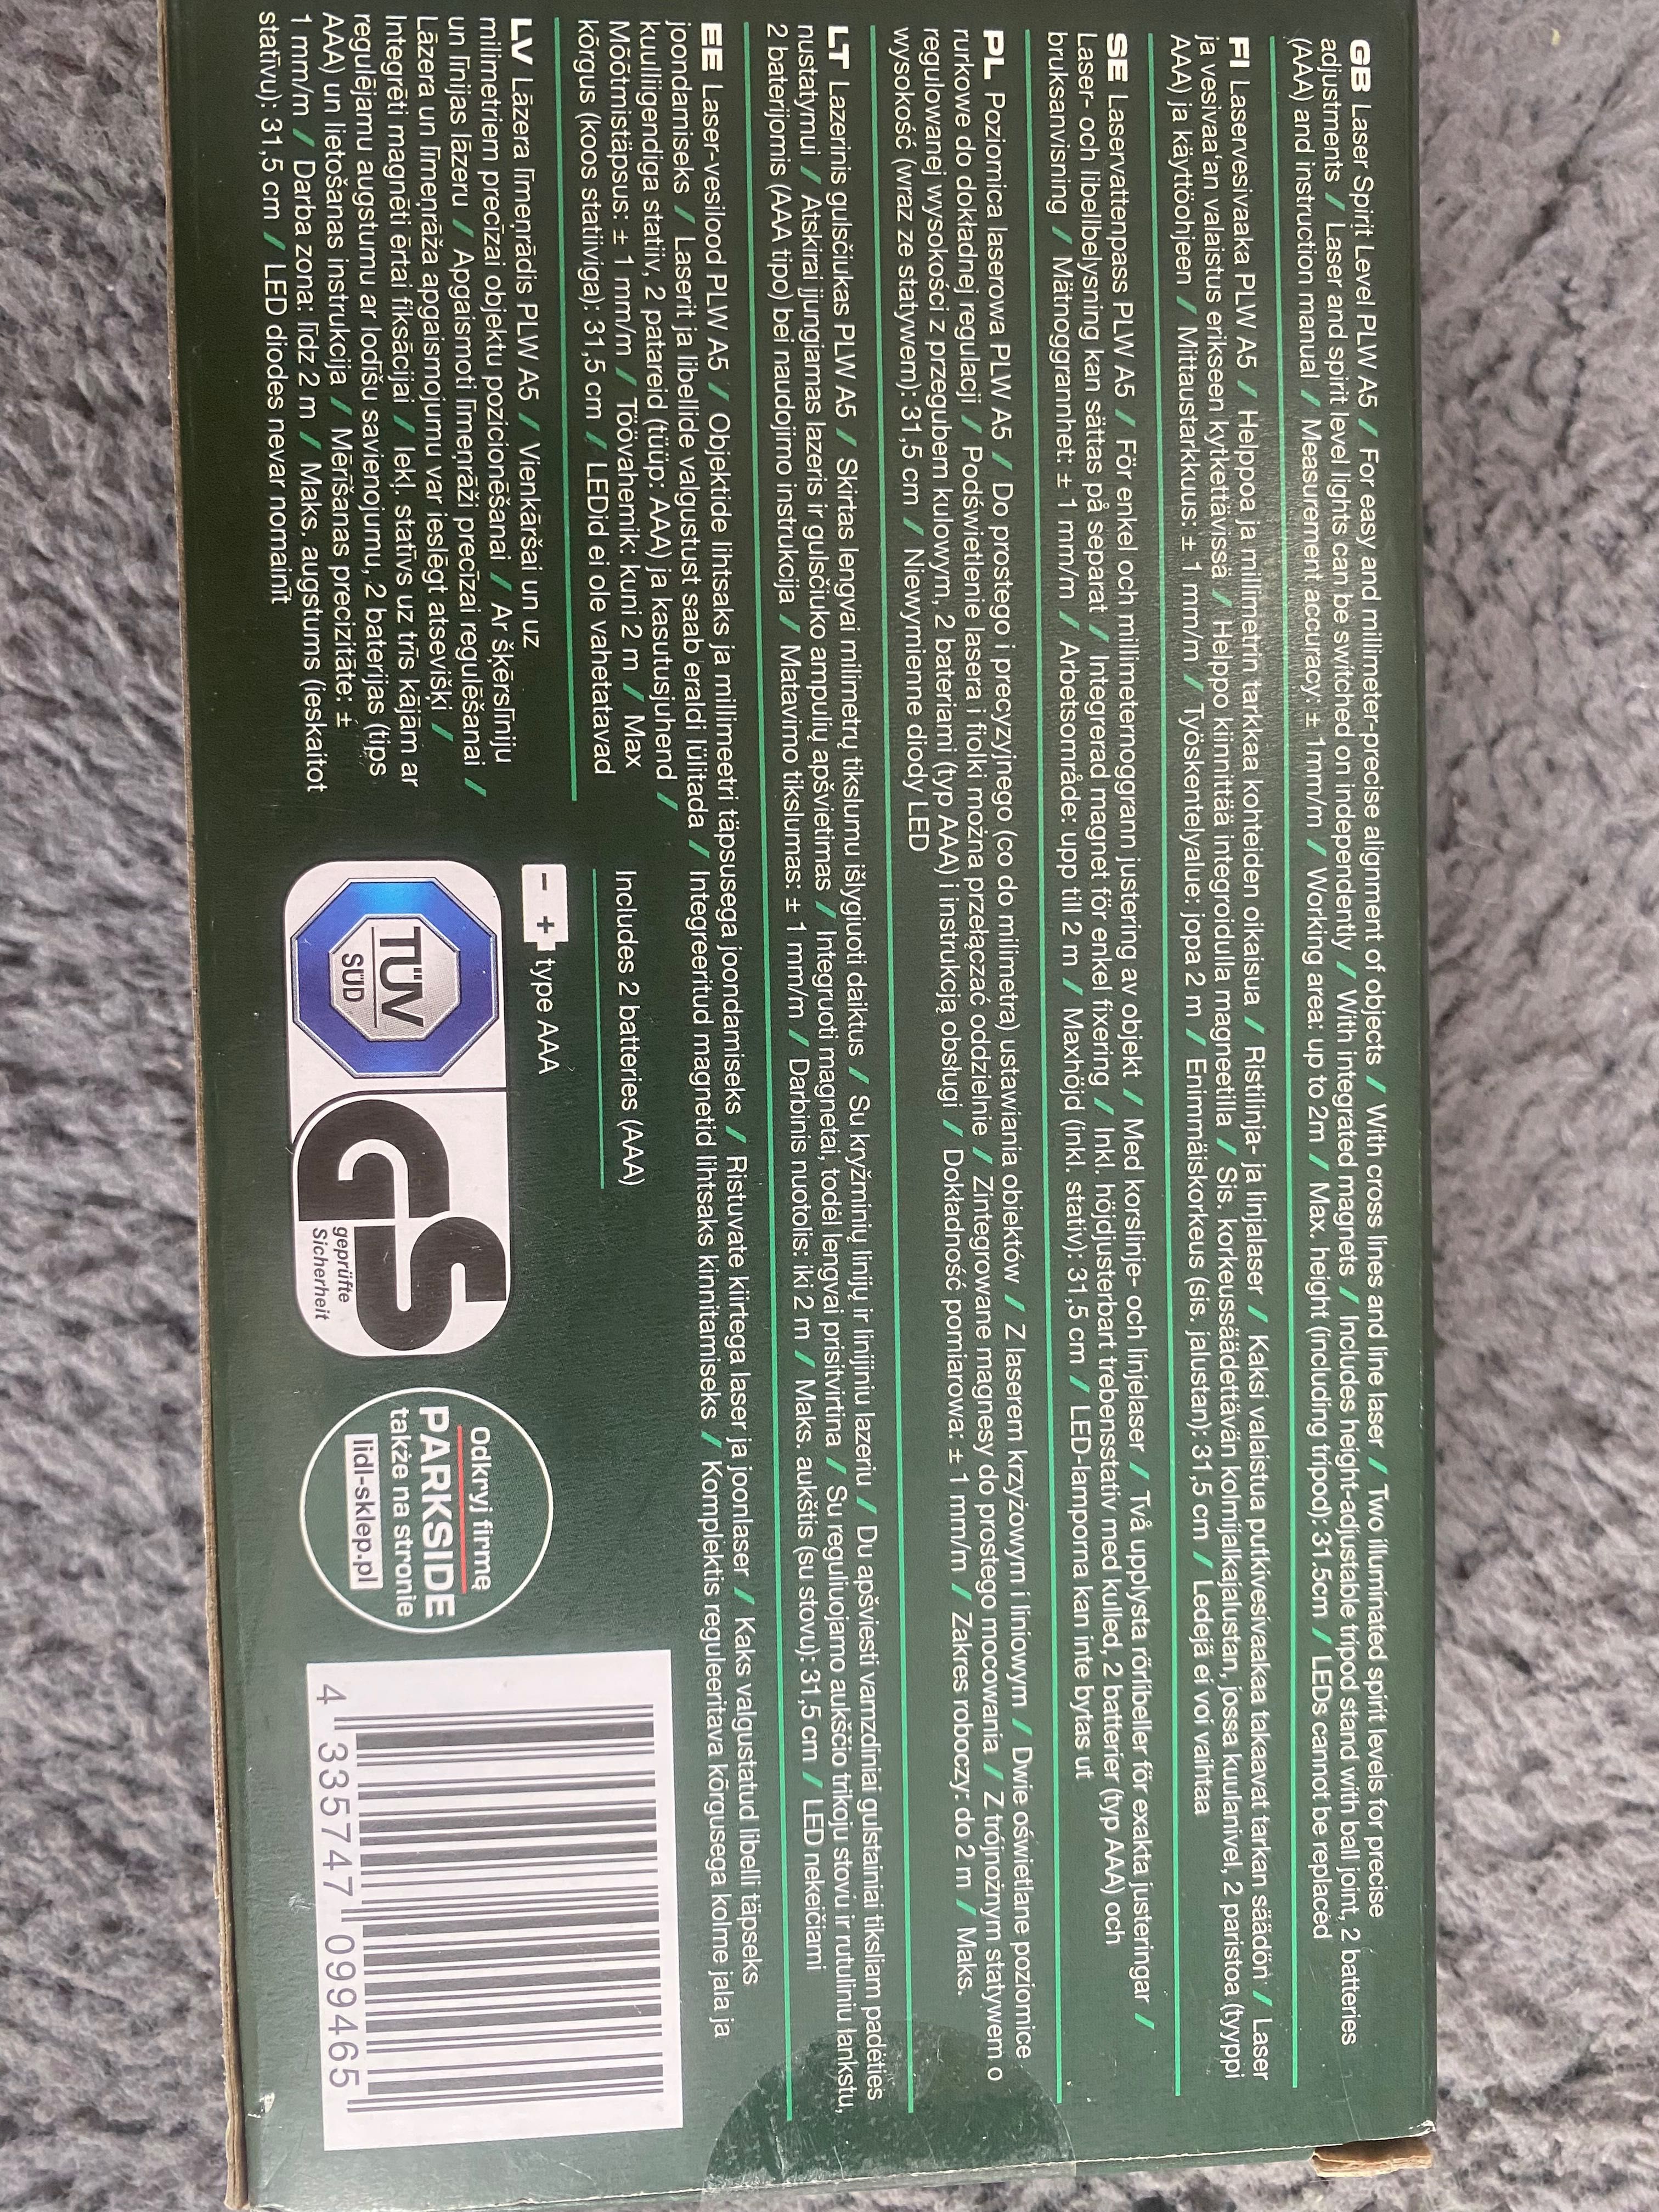 GB Laser Spirit Level PLW A5 / For easy and millimeter-precise alignment of objects / With cross lines and line laser / Two illuminated spirit levels for precise
adjustments / Laser and spirit level lights can be switched on independently / With integrated magnets / Includes height-adjustable tripod stand with ball joint, 2 batteries
(AAA) and instruction manual / Measurement accuracy: ± 1mm/m / Working area: up to 2m / Max. height (including tripod): 31.5cm / LEDs cannot be replaced
FI Laservesivaaka PLW A5 / Helppoa ja millimetrin tarkkaa kohteiden oikaisua / Ristilinja- ja linjalaser / Kaksi valaistua putkivesivaakaa takaavat tarkan säädön / Laser
ja vesivaa'an valaistus erikseen kytkettävissä / Helppo kiinnittää integroidulla magneetilla / Sis. korkeussäädettävän kolmijalkajalustan, jossa kuulanivel, 2 paristoa (tyyppi
AAA) ja käyttöohjeen / Mittaustarkkuus: ± 1 mm/m / Työskentelyalue: jopa 2 m / Enimmäiskorkeus (sis. jalustan): 31,5 cm / Ledejä ei voi vaihtaa
SE Laservattenpass PLW A5 / För enkel och millimeternoggrann justering av objekt / Med korslinje- och linjelaser / Två upplysta rörlibeller för exakta justeringar /
Laser- och libellbelysning kan sättas på separat / Integrerad magnet för enkel fixering / Inkl. höjdjusterbart trebensstativ med kulled, 2 batterier (typ AAA) och
bruksanvisning / Mätnoggrannhet: ± 1 mm/m / Arbetsområde: upp till 2 m / Maxhöjd (inkl. stativ): 31,5 cm / LED-lamporna kan inte bytas ut
PL Poziomica laserowa PLW A5 / Do prostego i precyzyjnego (co do milimetra) ustawiania obiektów / Z laserem krzyżowym i liniowym / Dwie oświetlane poziomice
rurkowe do dokładnej regulacji / Podświetlenie lasera i fiolki można przełączać oddzielnie / Zintegrowane magnesy do prostego mocowania / Z trójnożnym statywem o
regulowanej wysokości z przegubem kulowym, 2 bateriami (typ AAA) i instrukcją obsługi / Dokładność pomiarowa: ± 1 mm/m / Zakres roboczy: do 2 m / Maks.
wysokość (wraz ze statywem): 31,5 cm / Niewymienne diody LED
LT Lazerinis gulsčiukas PLW A5 / Skirtas lengvai milimetrų tikslumu išlygiuoti daiktus / Su kryžminių linijų ir linijiniu lazeriu / Du apšviesti vamzdiniai gulstainiai tiksliam padėties
nustatymui / Atskirai įjungiamas lazeris ir gulsčiuko ampulių apšvietimas / Integruoti magnetai, todėl lengvai prisitvirtina / Su reguliuojamo aukščio trikoju stovu ir rutuliniu lankstu,
2 baterijomis (AAA tipo) bei naudojimo instrukcija / Matavimo tikslumas: ± 1 mm/m / Darbinis nuotolis: iki 2 m / Maks. aukštis (su stovu): 31,5 cm / LED nekeičiami
EE Laser-vesilood PLW A5 / Objektide lihtsaks ja millimeetri täpsusega joondamiseks / Ristuvate kiirtega laser ja joonlaser / Kaks valgustatud libelli täpseks
joondamiseks / Laserit ja libellide valgustust saab eraldi lülitada / Integreeritud magnetid lihtsaks kinnitamiseks / Komplektis reguleeritava kõrgusega kolme jala ja
kuulliigendiga statiiv, 2 patareid (tüüp: AAA) ja kasutusjuhend /
Mõõtmistäpsus: ± 1 mm/m / Töövahemik: kuni 2 m / Max
kõrgus (koos statiiviga): 31,5 cm / LEDid ei ole vahetatavad
LV Lāzera līmeņrādis PLW A5 / Vienkāršai un uz
milimetriem precīzai objektu pozicionēšanai / Ar šķērslīniju
un līnijas lāzeru / Apgaismoti līmeņrāži precīzai regulēšanai /
Lāzera un līmeņrāža apgaismojumu var ieslēgt atsevišķi /
Integrēti magnēti ērtai fiksācijai / Iekļ. statīvs uz trīs kājām ar
regulējamu augstumu ar lodīšu savienojumu, 2 baterijas (tips
AAA) un lietošanas instrukcija / Mērīšanas precizitāte: ±
1 mm/m / Darba zona: līdz 2 m / Maks. augstums (ieskaitot
statīvu): 31,5 cm / LED diodes nevar nomainīt
Includes 2 batteries (AAA)
- + type AAA
TÜV
SÜD
GS
geprüfte
Sicherheit
Odkryj firmę
PARKSIDE
także na stronie
lidl-sklep.pl
4 335747 099465